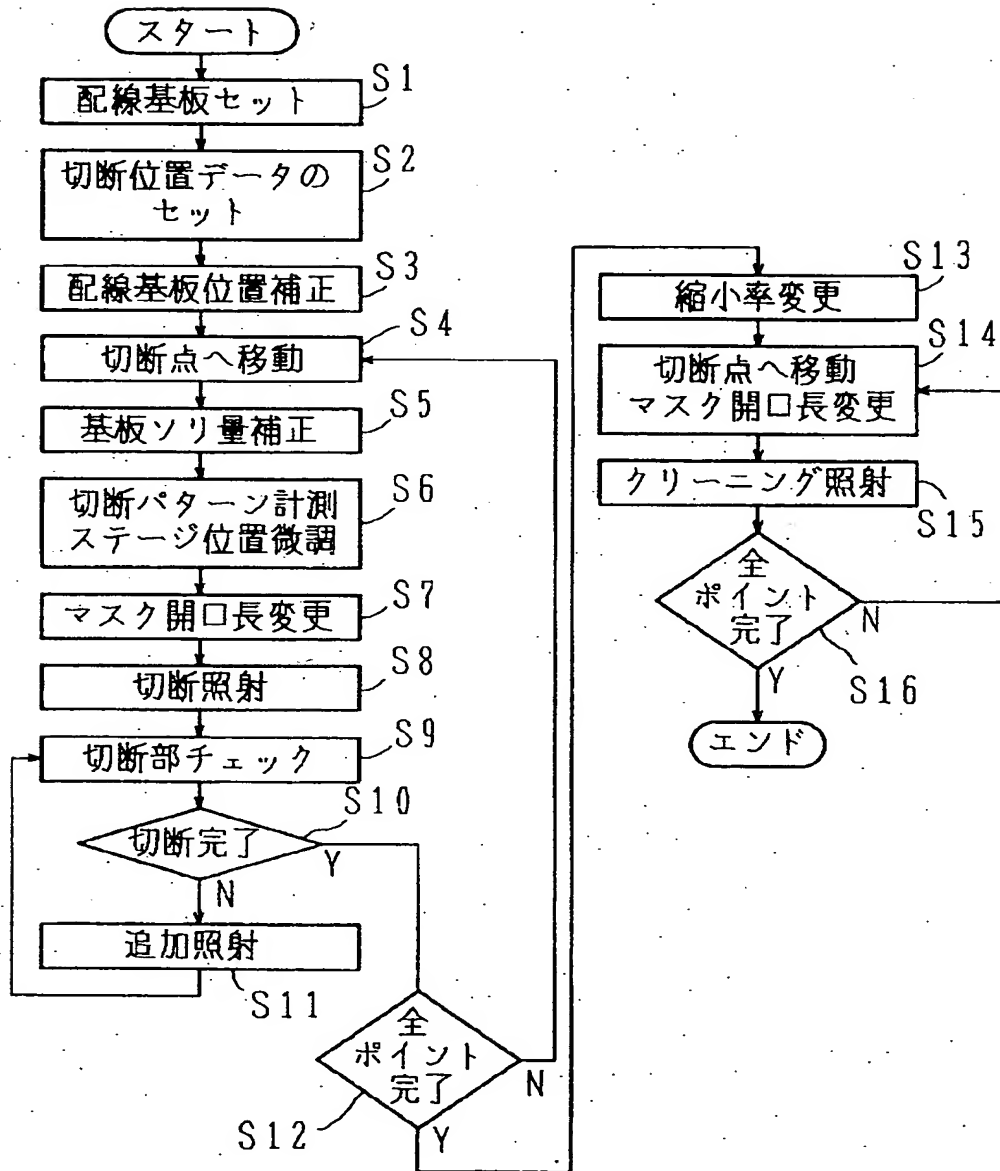 スタート
S1
配線基板セット
S2
切断位置データの
セット
S3
配線基板位置補正
S4
切断点へ移動
S5
基板ソリ量補正
S6
切断パターン計測
ステージ位置微調
S7
マスク開口長変更
S8
切断照射
S9
切断部チェック
S10
切断完了
Y
N
追加照射
S11
全
ポイント
完了
N
S12
Y
S13
縮小率変更
S14
切断点へ移動
マスク開口長変更
クリーニング照射
S15
全
ポイント
完了
N
Y
S16
エンド